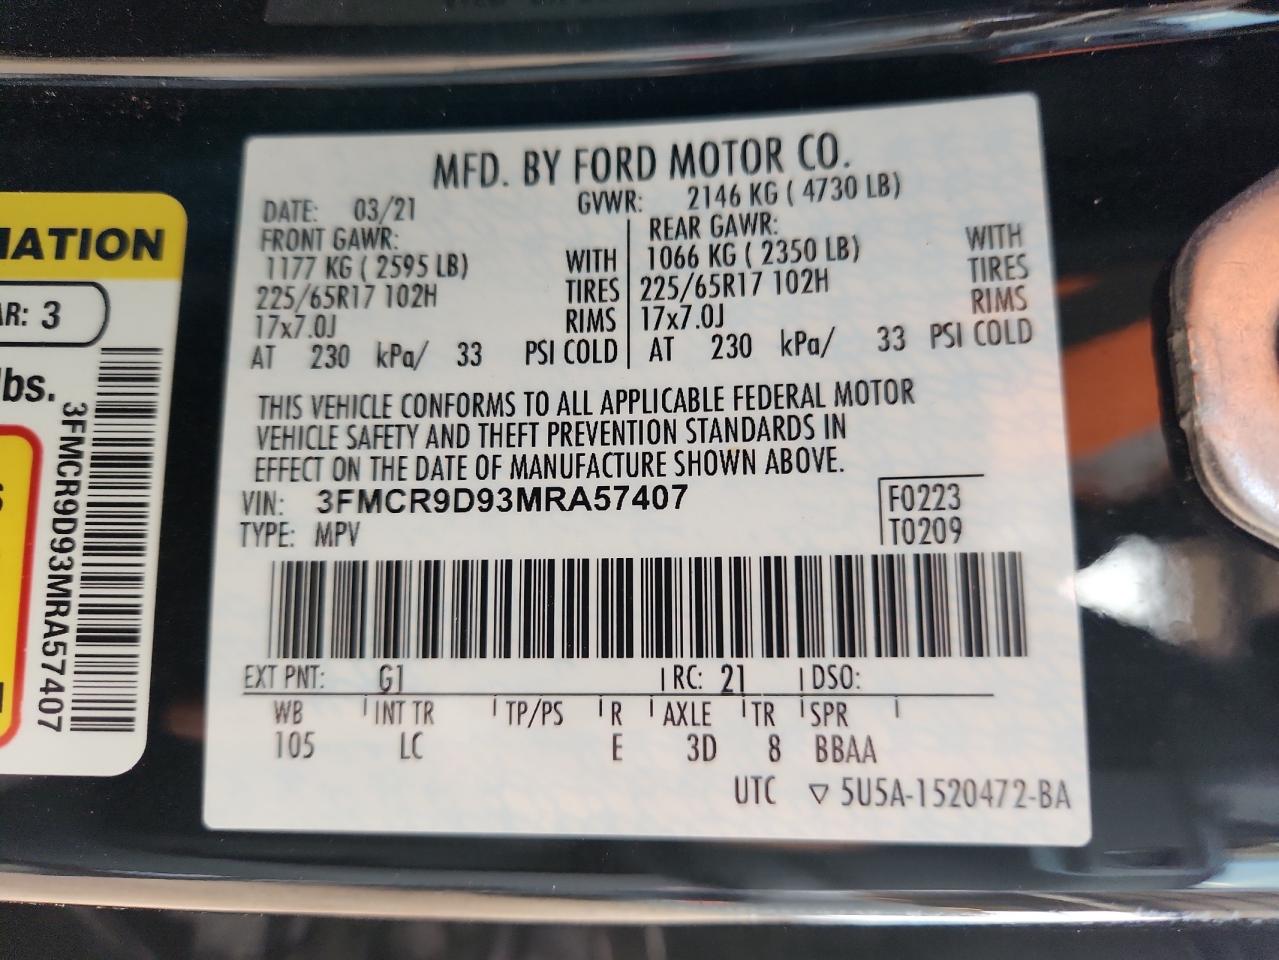 MFD. BY FORD MOTOR CO.
DATE: 03/21 GVWR: 2146 KG ( 4730 LB)
FRONT GAWR: REAR GAWR:
1177 KG ( 2595 LB) WITH 1066 KG ( 2350 LB) WITH
225/65R17 102H TIRES 225/65R17 102H TIRES
17x7.0J RIMS 17x7.0J RIMS
AT 230 kPa/ 33 PSI COLD AT 230 kPa/ 33 PSI COLD
THIS VEHICLE CONFORMS TO ALL APPLICABLE FEDERAL MOTOR
VEHICLE SAFETY AND THEFT PREVENTION STANDARDS IN
EFFECT ON THE DATE OF MANUFACTURE SHOWN ABOVE.
VIN: 3FMCR9D93MRA57407 F0223
TYPE: MPV T0209
EXT PNT: G1 RC: 21 DSO:
WB INT TR TP/PS R AXLE TR SPR
105 LC E 3D 8 BBAA
UTC ▽ 5U5A-1520472-BA
MATION
AR: 3
lbs.
3FMCR9D93MRA57407